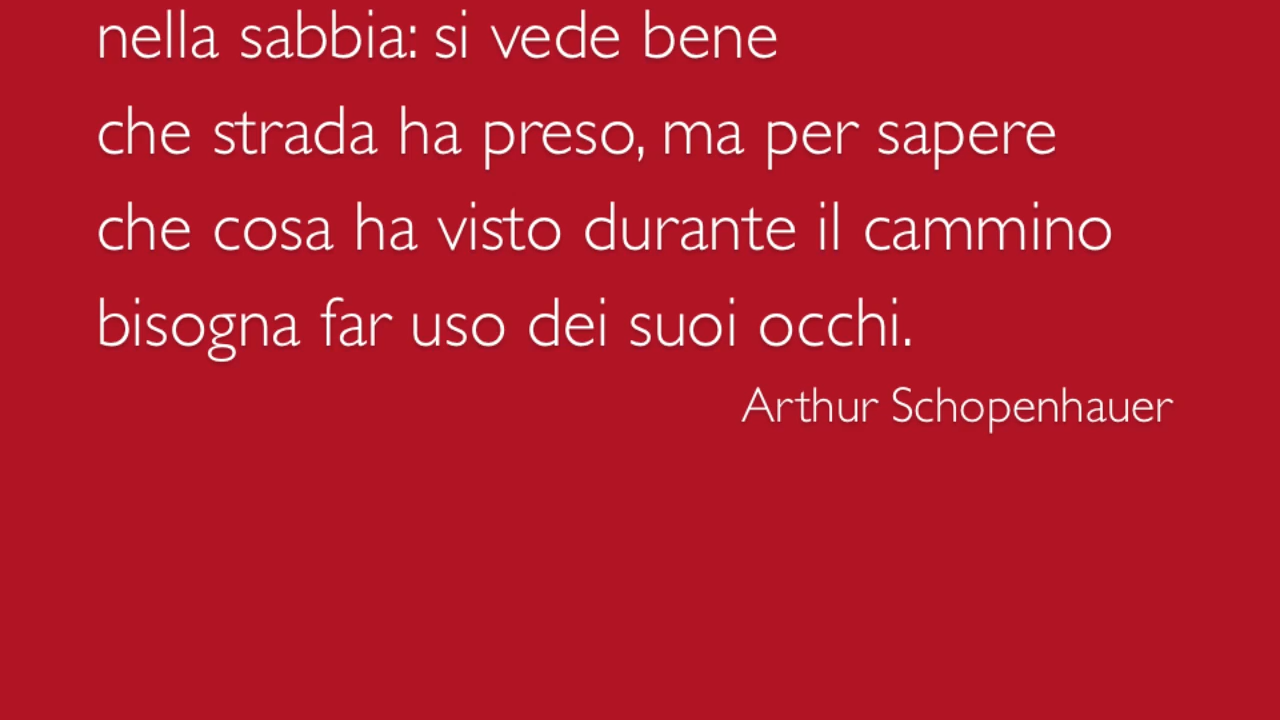 nella sabbia: si vede bene
che strada ha preso, ma per sapere
che cosa ha visto durante il cammino
bisogna far uso dei suoi occhi.
Arthur Schopenhauer